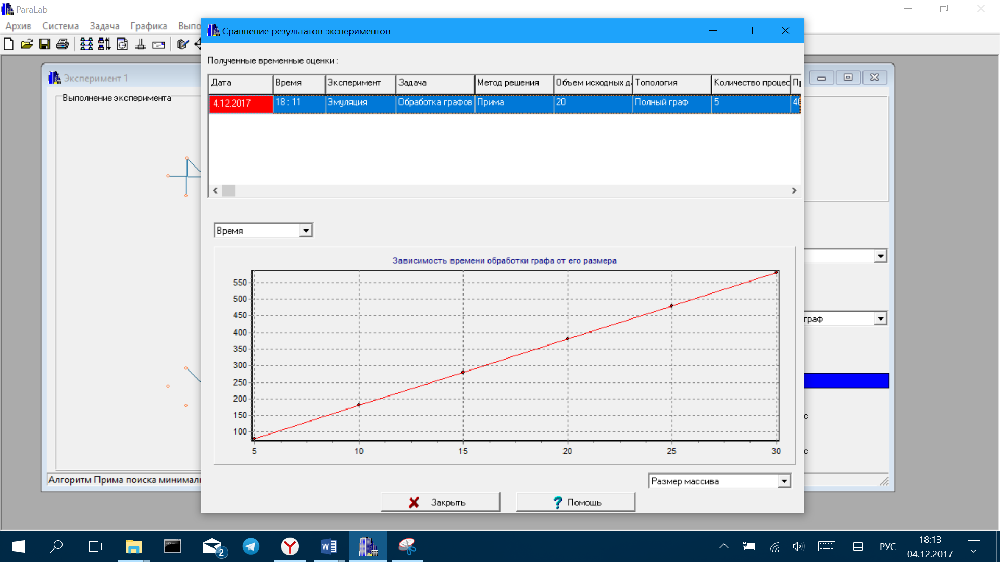 ParaLab
Архив Система Задача Графика Выпо
Сравнение результатов экспериментов
Полученные временные оценки :
Эксперимент 1
Выполнение эксперимента
Дата Время Эксперимент Задача Метод решения Объем исходных д Топология Количество процес П
4.12.2017 18 : 11 Эмуляция Обработка графов Прима 20 Полный граф 5 40
Время
Зависимость времени обработки графа от его размера
550
500
450
400
350
300
250
200
150
100
5 10 15 20 25 30
граф
с
с
Алгоритм Прима поиска минимал
Размер массива
Закрыть Помощь
2
РУС
18:13
04.12.2017